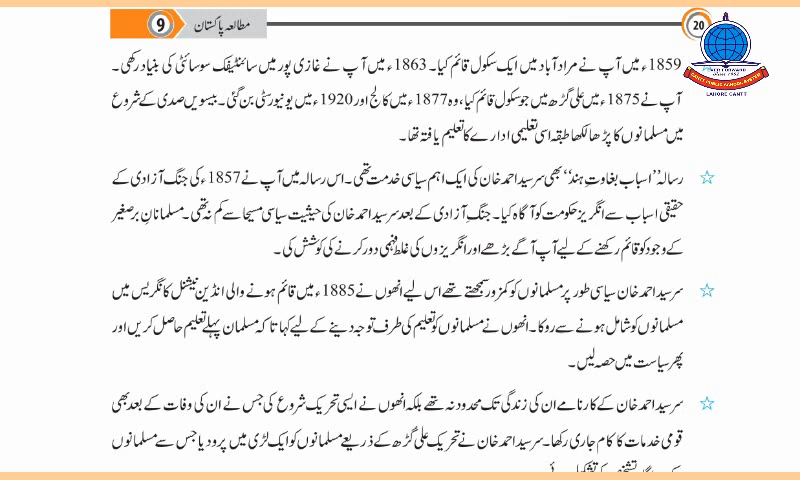 مطالعہ پاکستان 9
20
1859ء میں آپ نے مراد آباد میں ایک سکول قائم کیا۔ 1863ء میں آپ نے غازی پور میں سائنٹیفک سوسائٹی کی بنیاد رکھی۔
آپ نے 1875ء میں علی گڑھ میں جو سکول قائم کیا، وہ 1877ء میں کالج اور 1920ء میں یونیورسٹی بن گئی۔ بیسویں صدی کے شروع
میں مسلمانوں کا پڑھا لکھا طبقہ اسی تعلیمی ادارے کا تعلیم یافتہ تھا۔
رسالہ "اسباب بغاوتِ ہند" بھی سرسید احمد خان کی ایک اہم سیاسی خدمت تھی۔ اس رسالہ میں آپ نے 1857ء کی جنگ آزادی کے
حقیقی اسباب سے انگریز حکومت کو آگاہ کیا۔ جنگِ آزادی کے بعد سرسید احمد خان کی حیثیت سیاسی مسیحا سے کم نہ تھی۔ مسلمانانِ برصغیر
کے وجود کو قائم رکھنے کے لیے آپ آگے بڑھے اور انگریزوں کی غلط فہمی دور کرنے کی کوشش کی۔
سرسید احمد خان سیاسی طور پر مسلمانوں کو کمزور سمجھتے تھے اس لیے انھوں نے 1885ء میں قائم ہونے والی انڈین نیشنل کانگریس میں
مسلمانوں کو شامل ہونے سے روکا۔ انھوں نے مسلمانوں کو تعلیم کی طرف توجہ دینے کے لیے کہا تاکہ مسلمان پہلے تعلیم حاصل کریں اور
پھر سیاست میں حصہ لیں۔
سرسید احمد خان کے کارنامے ان کی زندگی تک محدود نہ تھے بلکہ انھوں نے ایسی تحریک شروع کی جس نے ان کی وفات کے بعد بھی
قومی خدمات کا کام جاری رکھا۔ سرسید احمد خان نے تحریک علی گڑھ کے ذریعے مسلمانوں کو ایک لڑی میں پرو دیا جس سے مسلمانوں
LAHORE CANTT